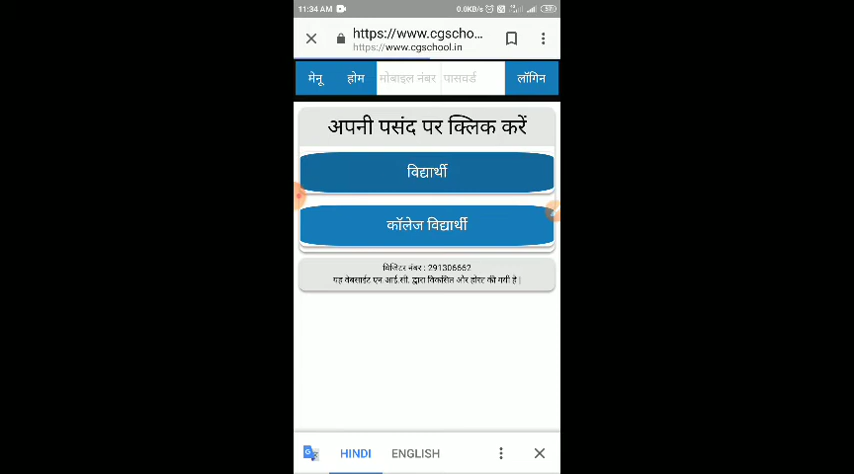 11:34 AM 0.0KB/s
https://www.cgscho...
https://www.cgschool.in
मेनू होम मोबाइल नंबर पासवर्ड लॉगिन
अपनी पसंद पर क्लिक करें
विद्यार्थी
कॉलेज विद्यार्थी
विजिटर नंबर : 291306662
यह वेबसाईट एन आई.सी. द्वारा विकसित और होस्ट की गयी है |
HINDI ENGLISH